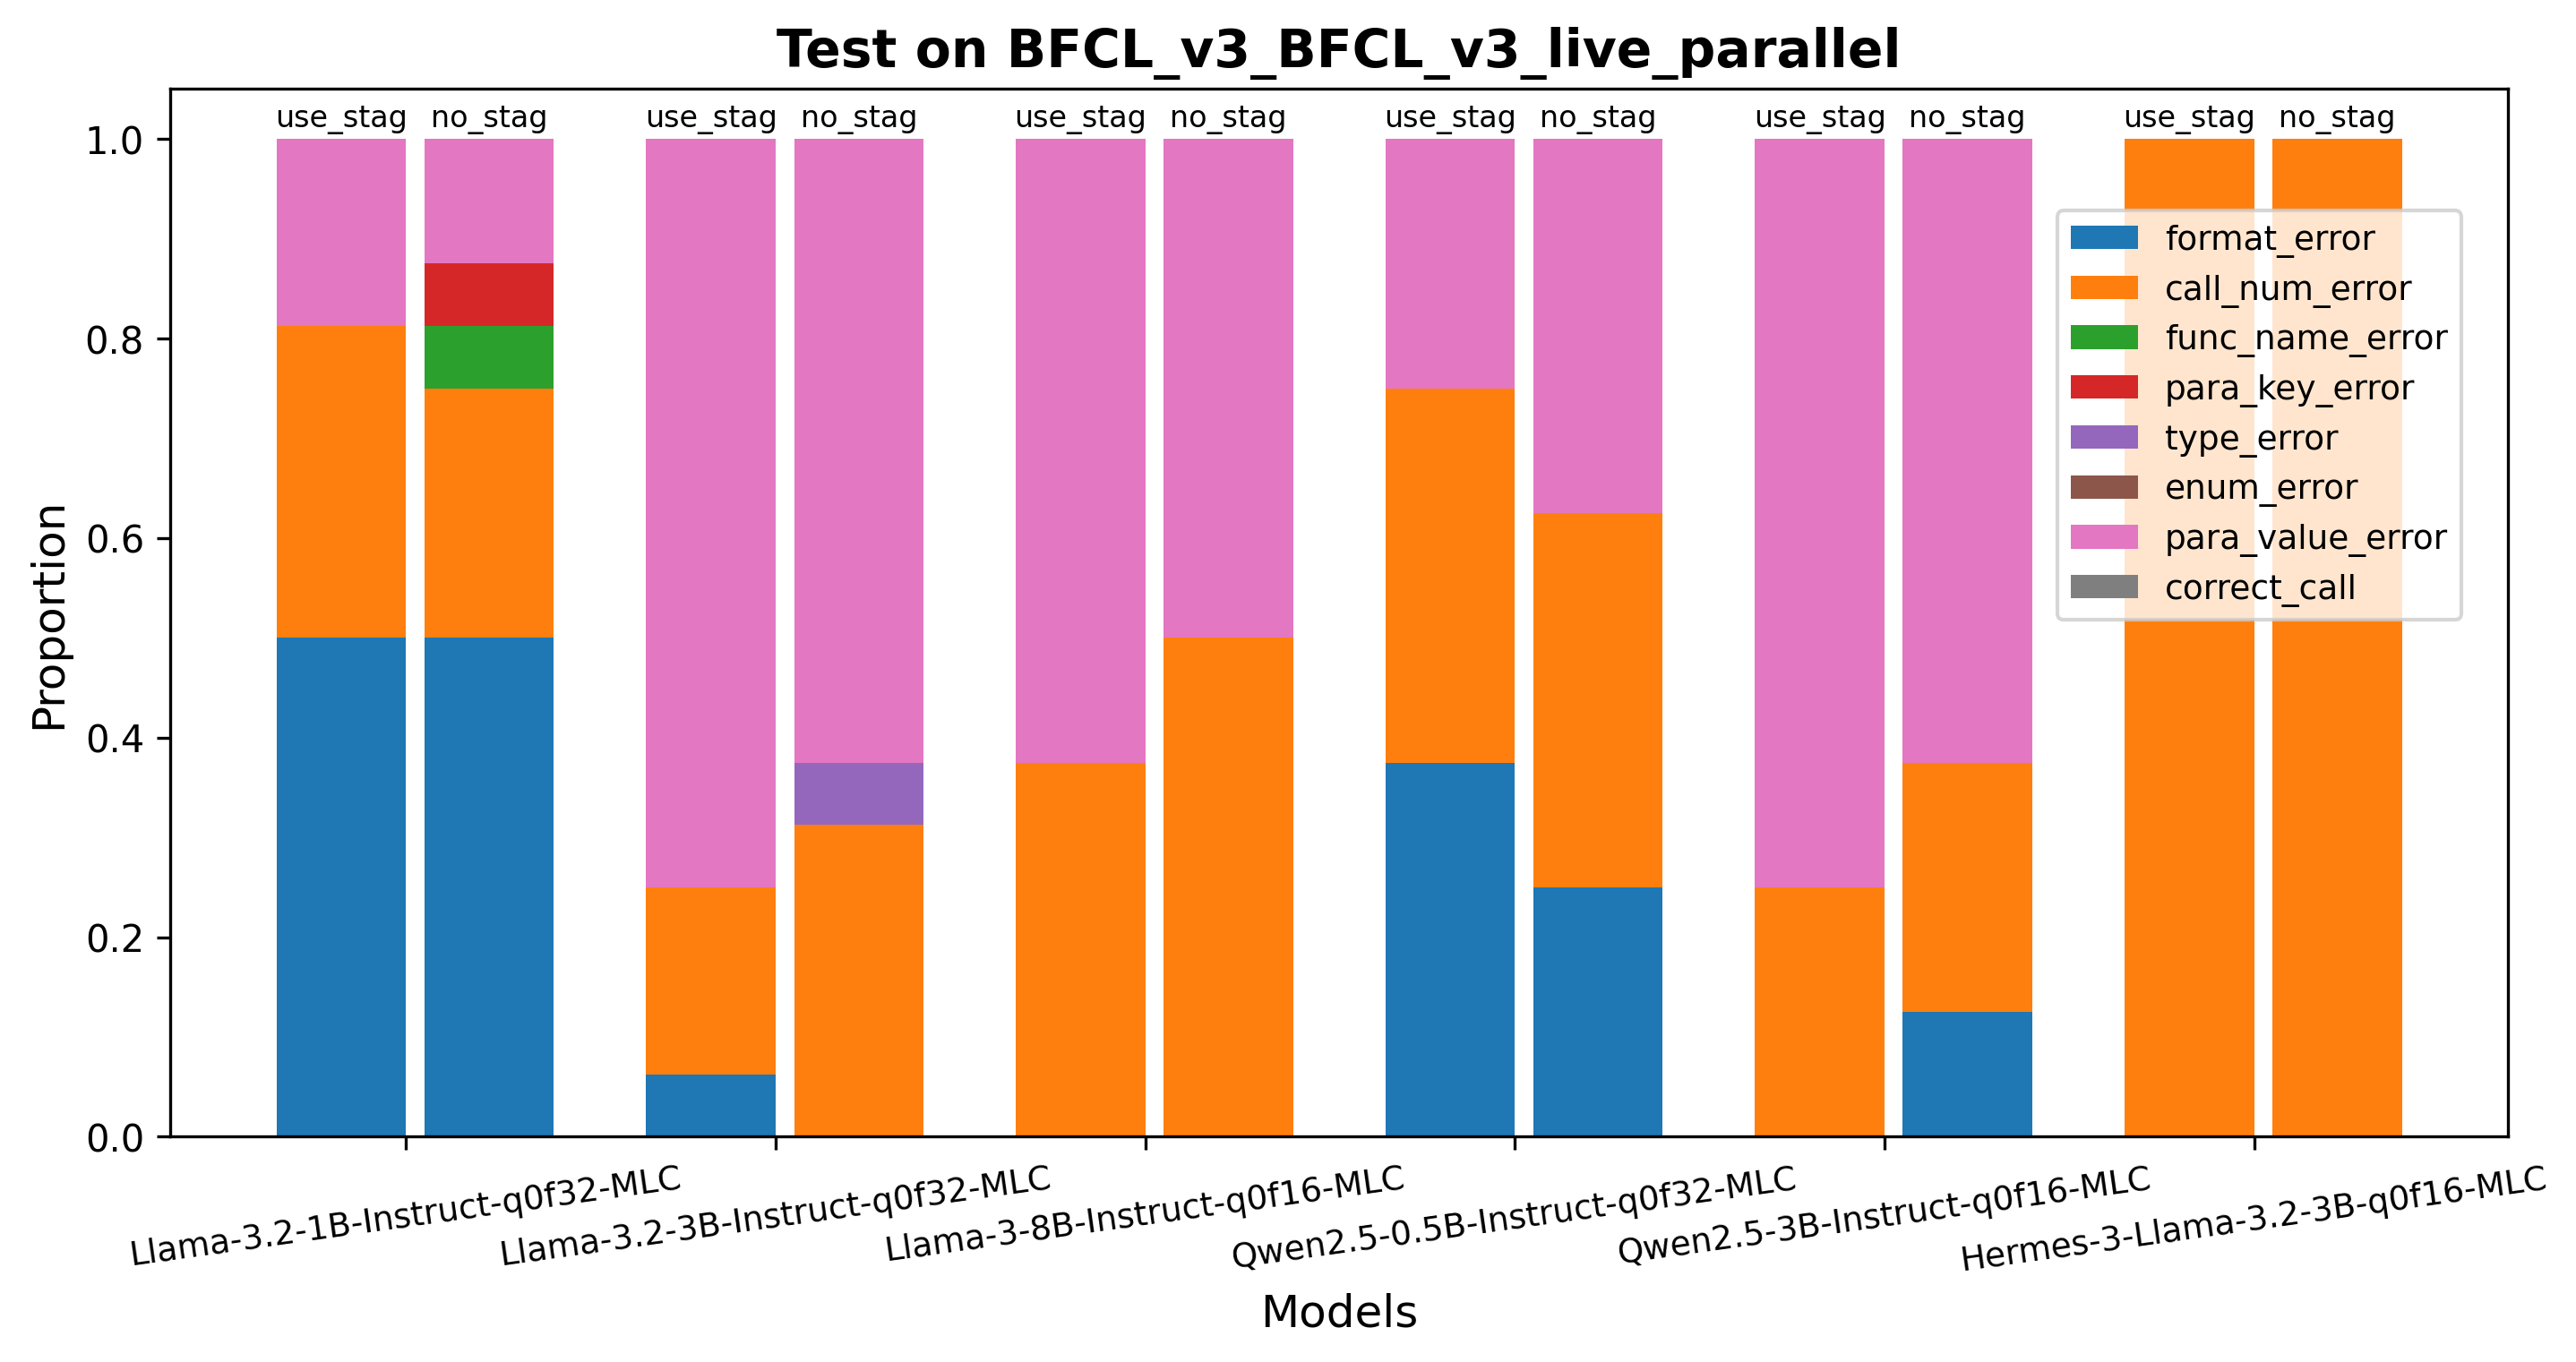 Test on BFCL_v3_BFCL_v3_live_parallel
use_stag no_stag use_stag no_stag use_stag no_stag use_stag no_stag use_stag no_stag use_stag no_stag
1.0
0.8
0.6
0.4
0.2
0.0
Proportion
format_error
call_num_error
func_name_error
para_key_error
type_error
enum_error
para_value_error
correct_call
Llama-3.2-1B-Instruct-q0f32-MLC
Llama-3.2-3B-Instruct-q0f32-MLC
Llama-3-8B-Instruct-q0f16-MLC
Qwen2.5-0.5B-Instruct-q0f32-MLC
Qwen2.5-3B-Instruct-q0f16-MLC
Hermes-3-Llama-3.2-3B-q0f16-MLC
Models